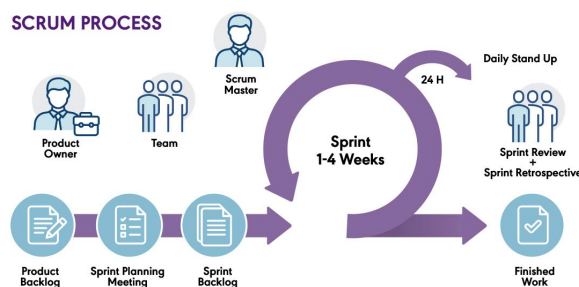 SCRUM PROCESS
Scrum
Master
Product
Owner
Team
Daily Stand Up
24 H
Sprint
1-4 Weeks
Sprint Review
+
Sprint Retrospective
Product
Backlog
Sprint Planning
Meeting
Sprint
Backlog
Finished
Work